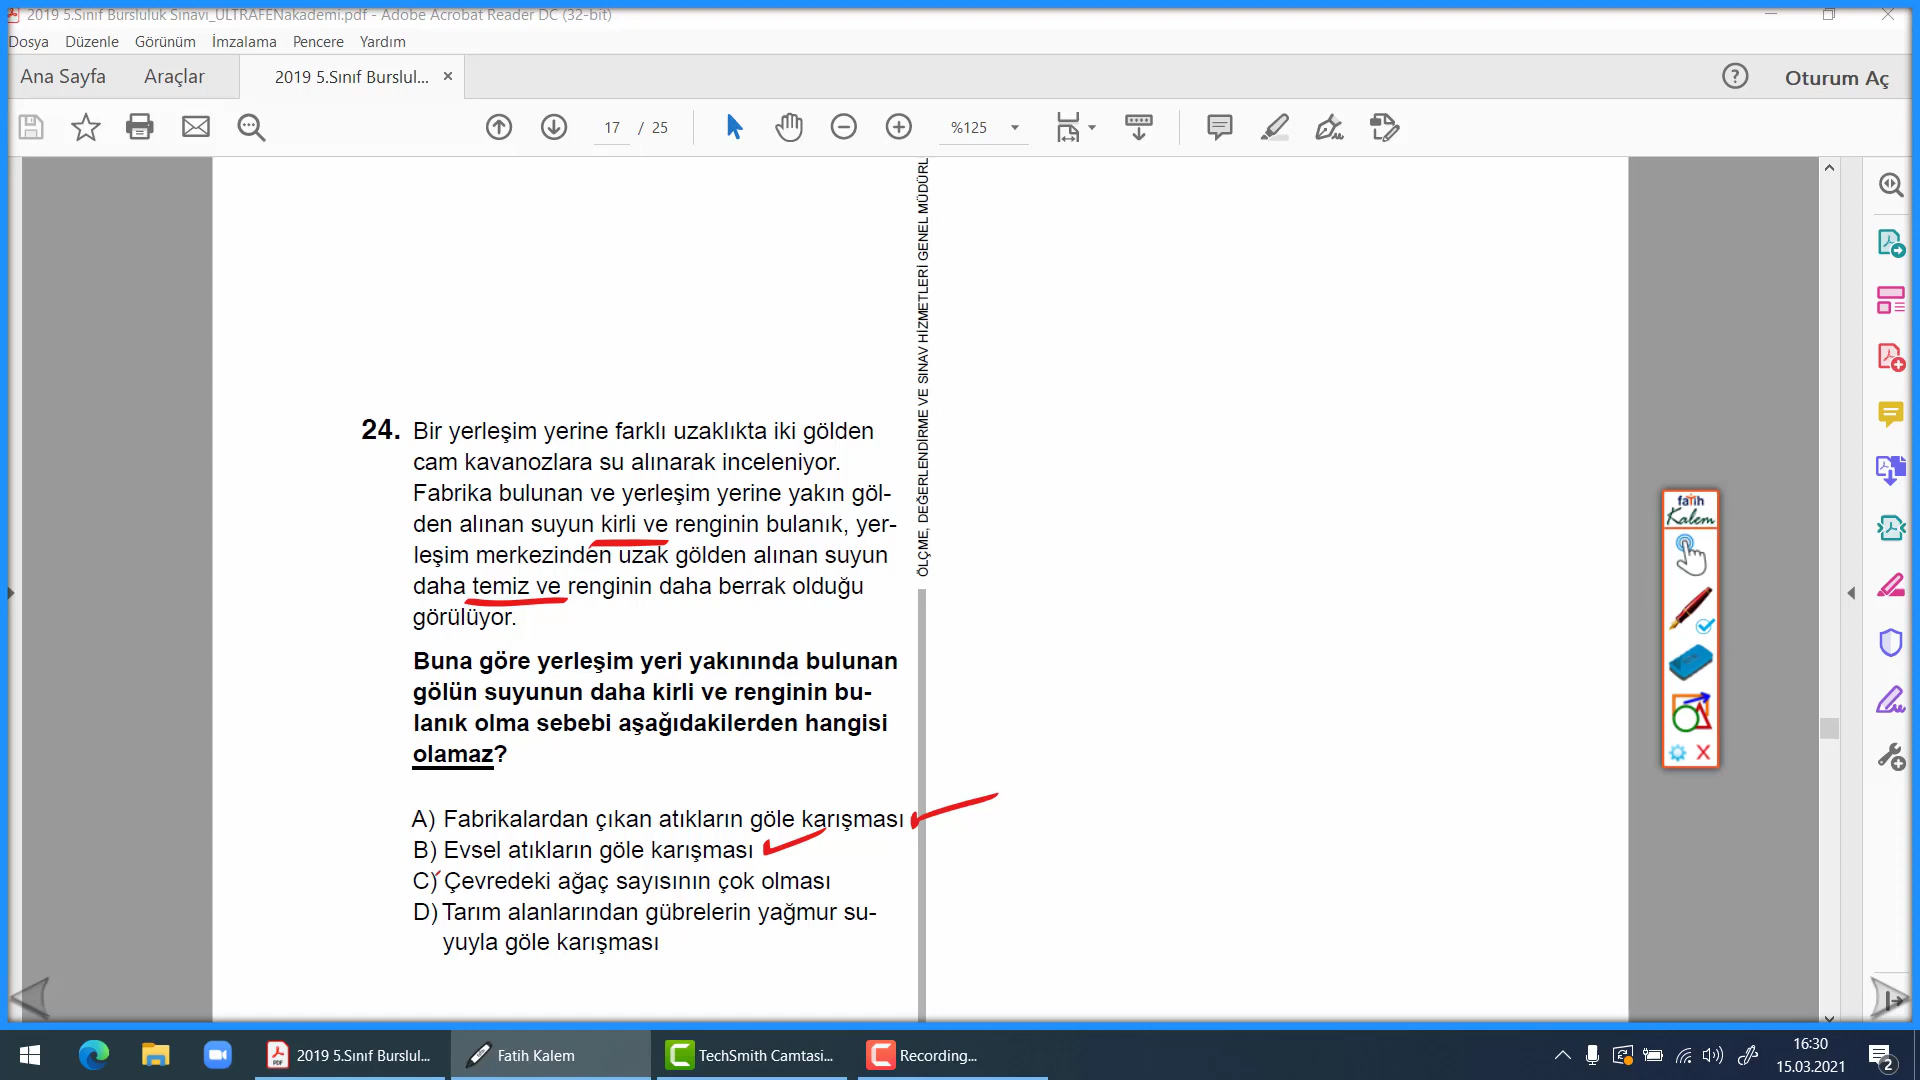 2019 5.Sınıf Bursluluk Sınavı_ULTRAFENakademi.pdf - Adobe Acrobat Reader DC (32-bit)
Dosya Düzenle Görünüm İmzalama Pencere Yardım
Ana Sayfa Araçlar 2019 5.Sınıf Burslul... × ? Oturum Aç
17 / 25 %125
ÖLÇME, DEĞERLENDİRME VE SINAV HİZMETLERİ GENEL MÜDÜRL
24. Bir yerleşim yerine farklı uzaklıkta iki gölden
cam kavanozlara su alınarak inceleniyor.
Fabrika bulunan ve yerleşim yerine yakın göl-
den alınan suyun kirli ve renginin bulanık, yer-
leşim merkezinden uzak gölden alınan suyun
daha temiz ve renginin daha berrak olduğu
görülüyor.
Buna göre yerleşim yeri yakınında bulunan
gölün suyunun daha kirli ve renginin bu-
lanık olma sebebi aşağıdakilerden hangisi
olamaz?
A) Fabrikalardan çıkan atıkların göle karışması
B) Evsel atıkların göle karışması
C) Çevredeki ağaç sayısının çok olması
D) Tarım alanlarından gübrelerin yağmur su-
yuyla göle karışması
fatih
Kalem
2019 5.Sınıf Burslul... Fatih Kalem TechSmith Camtasi... Recording... 16:30
15.03.2021 2